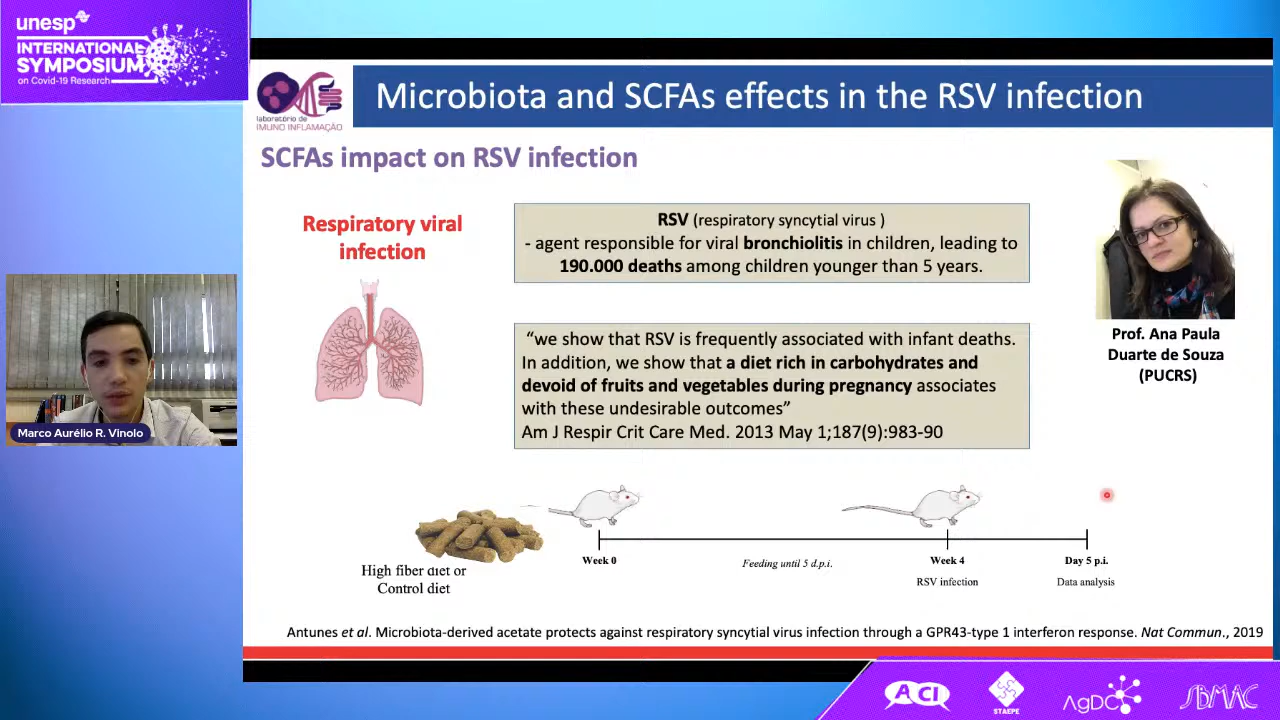 unesp
INTERNATIONAL
SYMPOSIUM
on Covid-19 Research
laboratório de
IMUNO INFLAMAÇÃO
Microbiota and SCFAs effects in the RSV infection
SCFAs impact on RSV infection
Respiratory viral
infection
RSV (respiratory syncytial virus )
- agent responsible for viral bronchiolitis in children, leading to
190.000 deaths among children younger than 5 years.
“we show that RSV is frequently associated with infant deaths.
In addition, we show that a diet rich in carbohydrates and
devoid of fruits and vegetables during pregnancy associates
with these undesirable outcomes”
Am J Respir Crit Care Med. 2013 May 1;187(9):983-90
Prof. Ana Paula
Duarte de Souza
(PUCRS)
Marco Aurélio R. Vinolo
High fiber diet or
Control diet
Week 0
Feeding until 5 d.p.i.
Week 4
RSV infection
Day 5 p.i.
Data analysis
Antunes et al. Microbiota-derived acetate protects against respiratory syncytial virus infection through a GPR43-type 1 interferon response. Nat Commun., 2019
ACI
STAEPE
AgDC
SBMAC